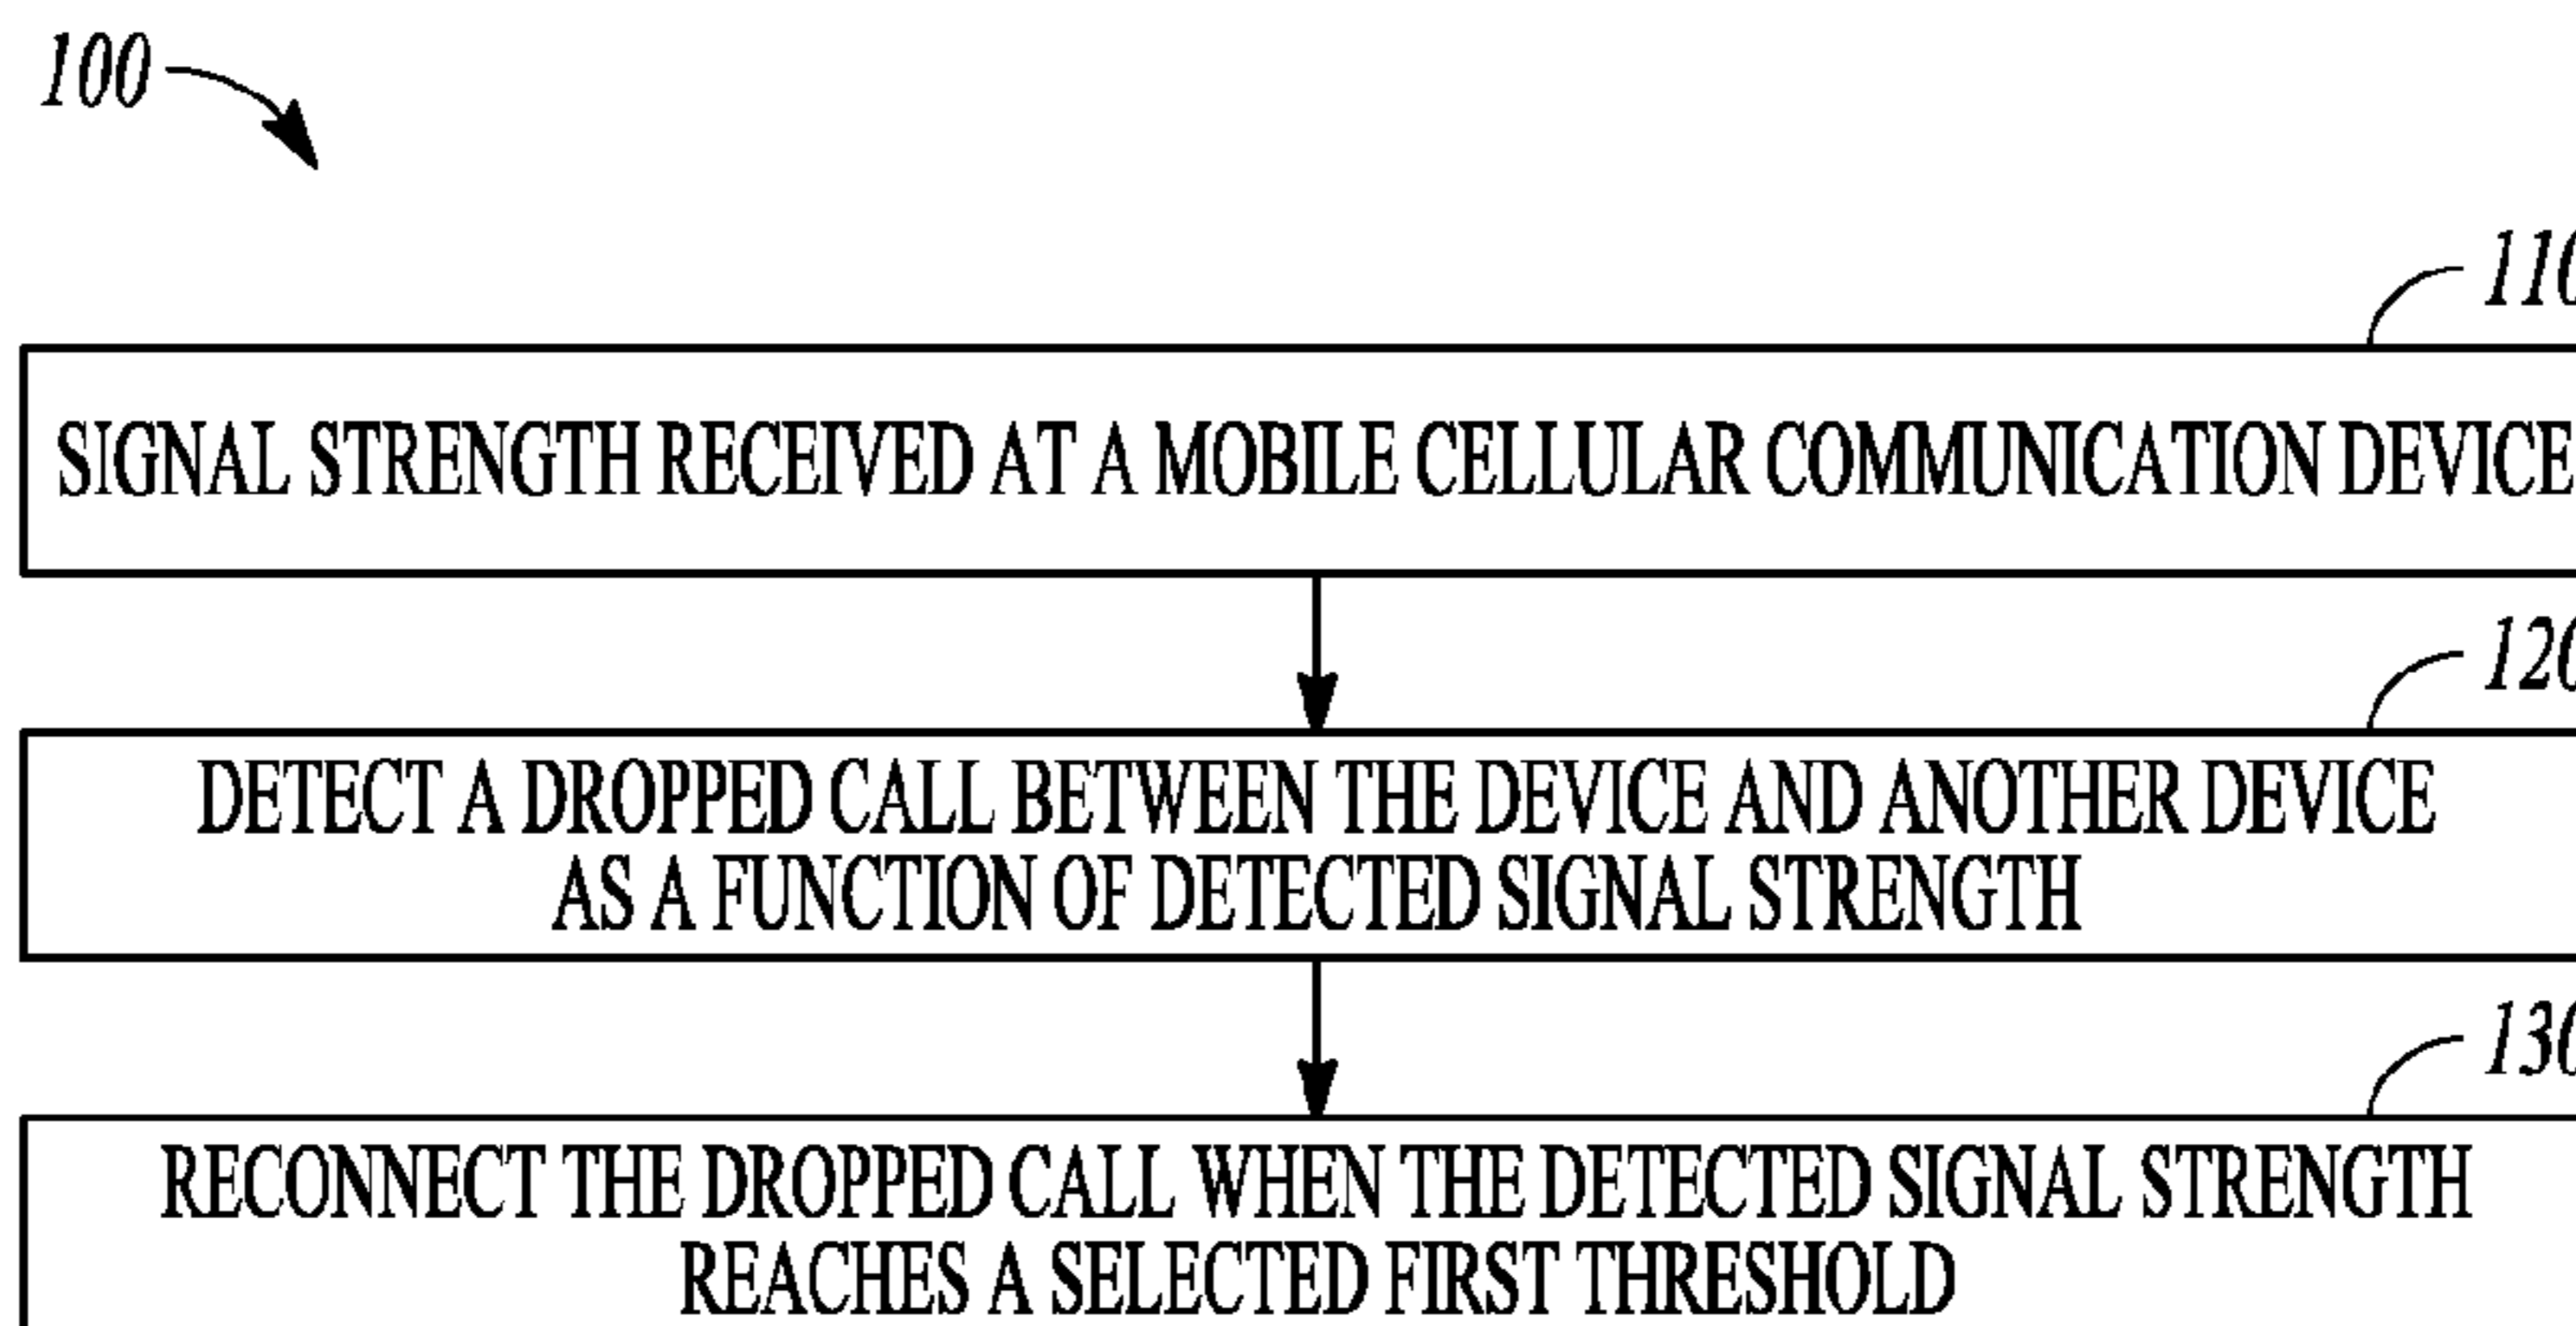 100
110
SIGNAL STRENGTH RECEIVED AT A MOBILE CELLULAR COMMUNICATION DEVICE
120
DETECT A DROPPED CALL BETWEEN THE DEVICE AND ANOTHER DEVICE
AS A FUNCTION OF DETECTED SIGNAL STRENGTH
130
RECONNECT THE DROPPED CALL WHEN THE DETECTED SIGNAL STRENGTH
REACHES A SELECTED FIRST THRESHOLD